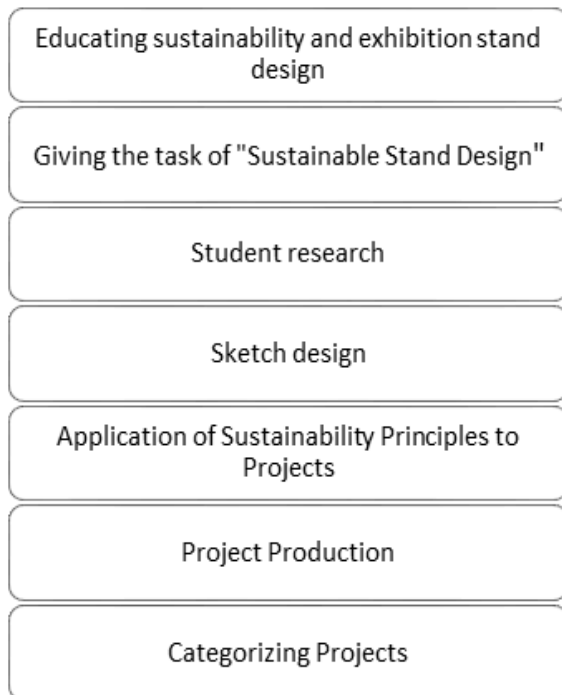 Educating sustainability and exhibition stand
design
Giving the task of "Sustainable Stand Design"
Student research
Sketch design
Application of Sustainability Principles to
Projects
Project Production
Categorizing Projects